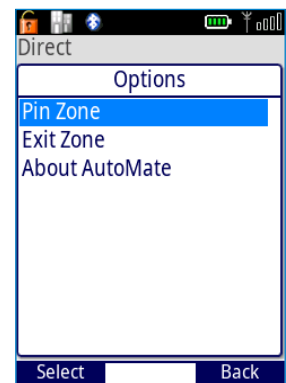 Direct
Options
Pin Zone
Exit Zone
About AutoMate
Select Back